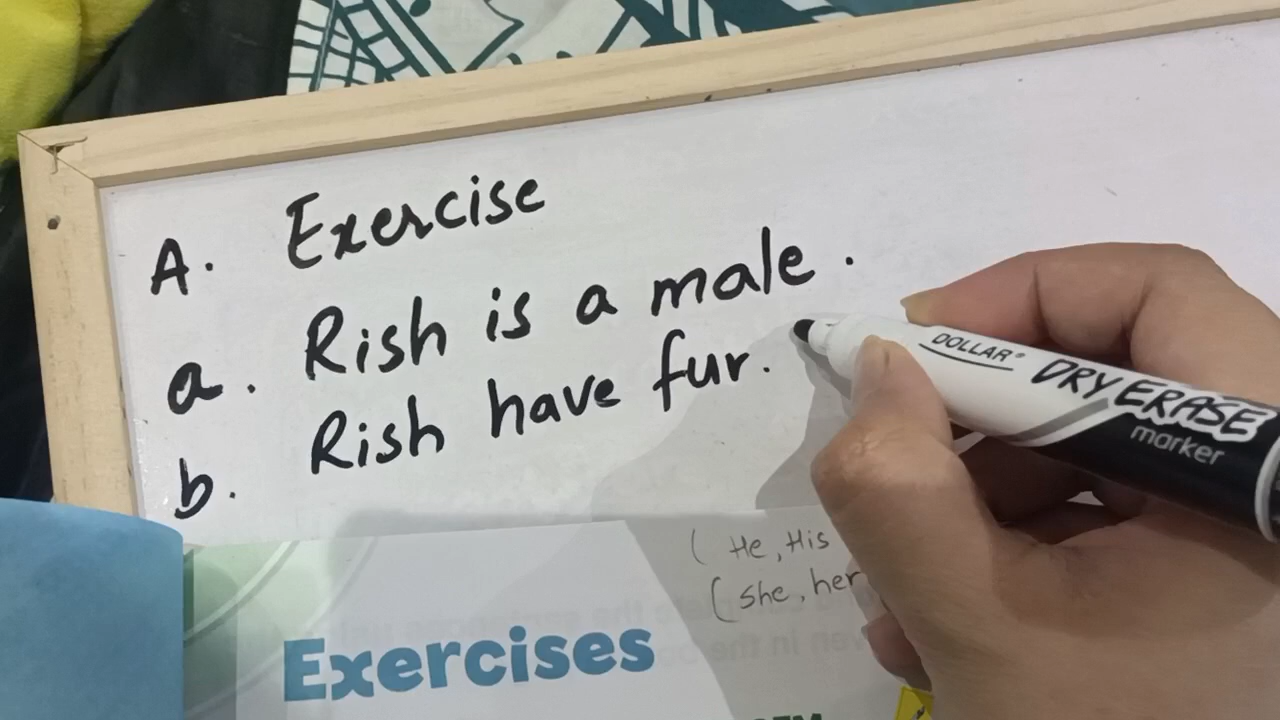 A. Exercise
a. Rish is a male.
b. Rish have fur.
DOLLAR® DRY ERASE
marker
( He, His
( she, her
Exercises